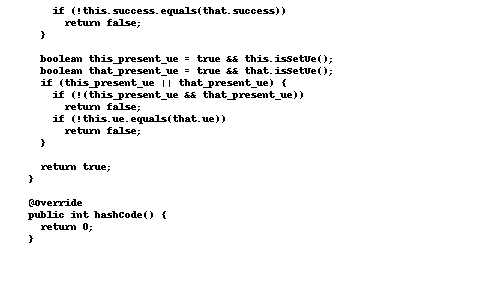 if (!this.success.equals(that.success))
return false;
}
boolean this_present_ue = true && this.isSetUe();
boolean that_present_ue = true && that.isSetUe();
if (this_present_ue || that_present_ue) {
if (!(this_present_ue && that_present_ue))
return false;
if (!this.ue.equals(that.ue))
return false;
}
return true;
}
@Override
public int hashCode() {
return 0;
}